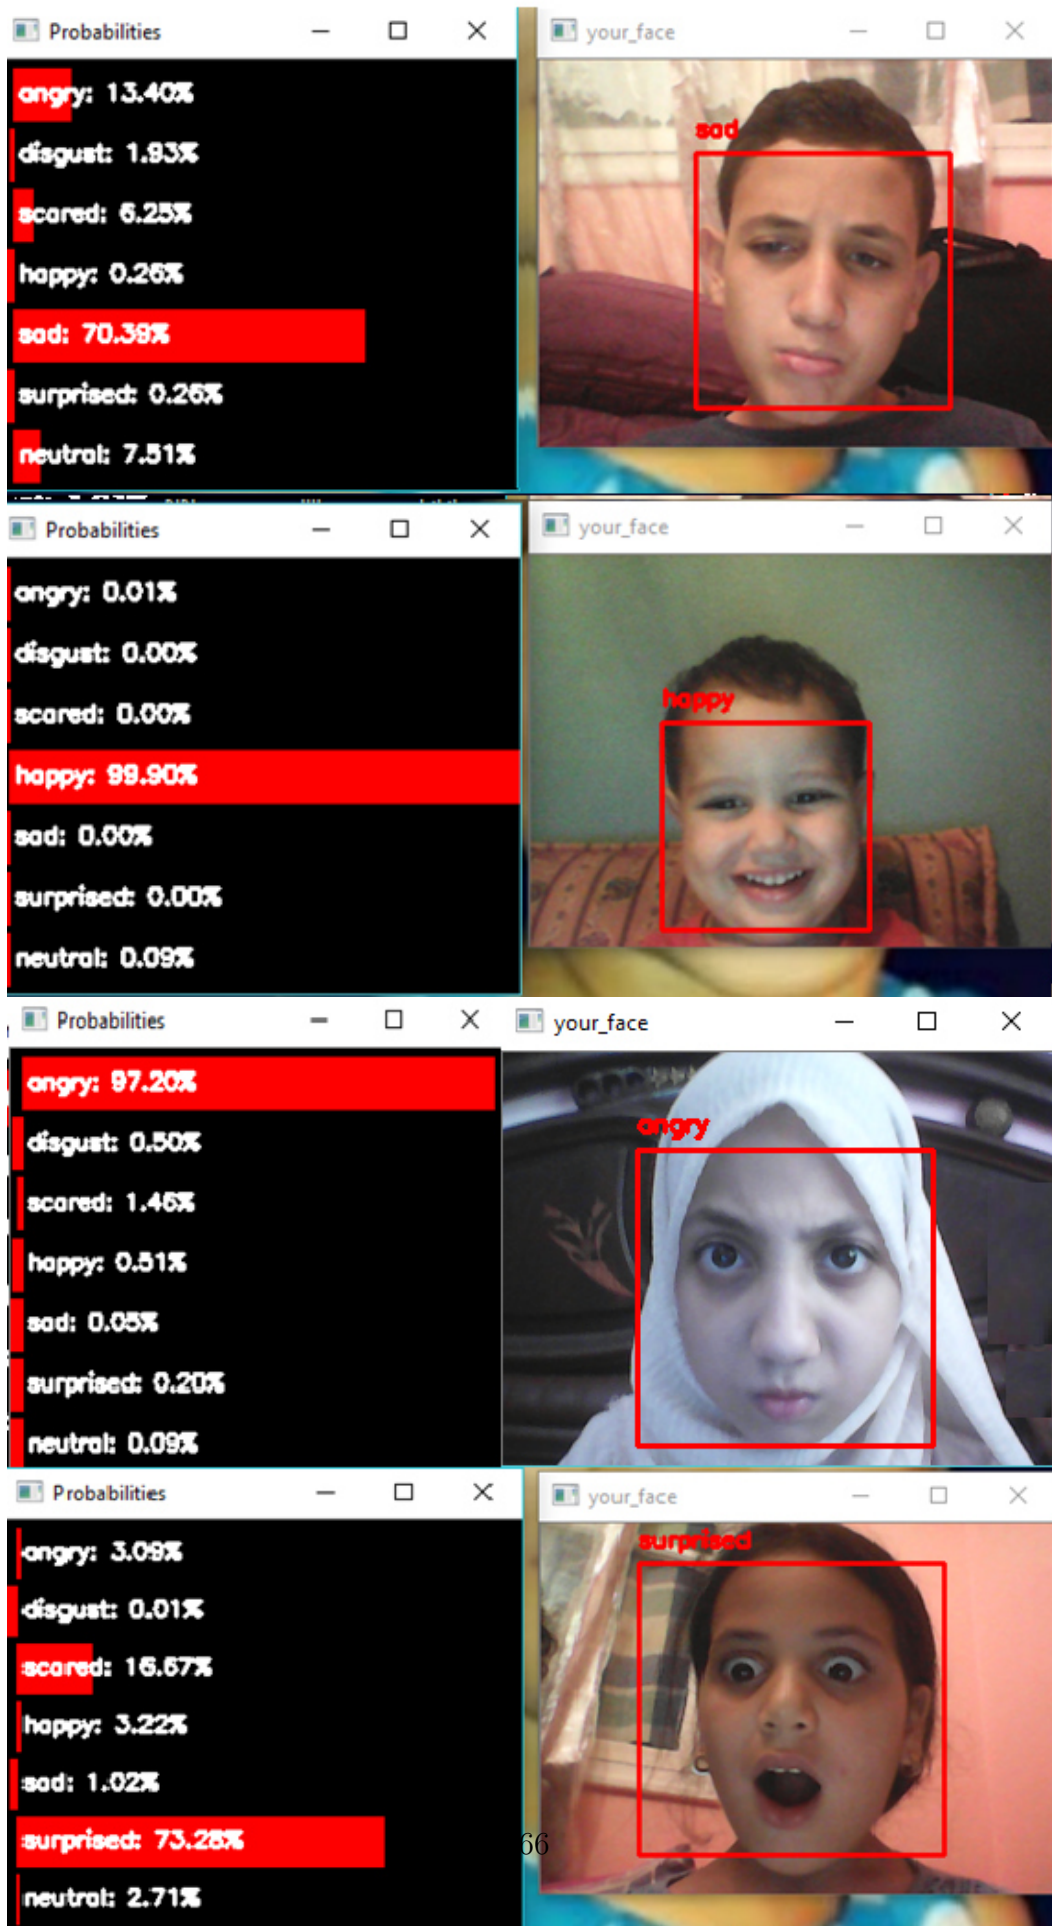 Probabilities
your_face
angry: 13.40%
disgust: 1.93%
scared: 6.25%
happy: 0.26%
sad: 70.39%
surprised: 0.26%
neutral: 7.51%
sad
Probabilities
your_face
angry: 0.01%
disgust: 0.00%
scared: 0.00%
happy: 99.90%
sad: 0.00%
surprised: 0.00%
neutral: 0.09%
happy
Probabilities
your_face
angry: 97.20%
disgust: 0.50%
scared: 1.46%
happy: 0.51%
sad: 0.05%
surprised: 0.20%
neutral: 0.09%
angry
Probabilities
your_face
angry: 3.09%
disgust: 0.01%
scared: 16.67%
happy: 3.22%
sad: 1.02%
surprised: 73.28%
neutral: 2.71%
surprised
66